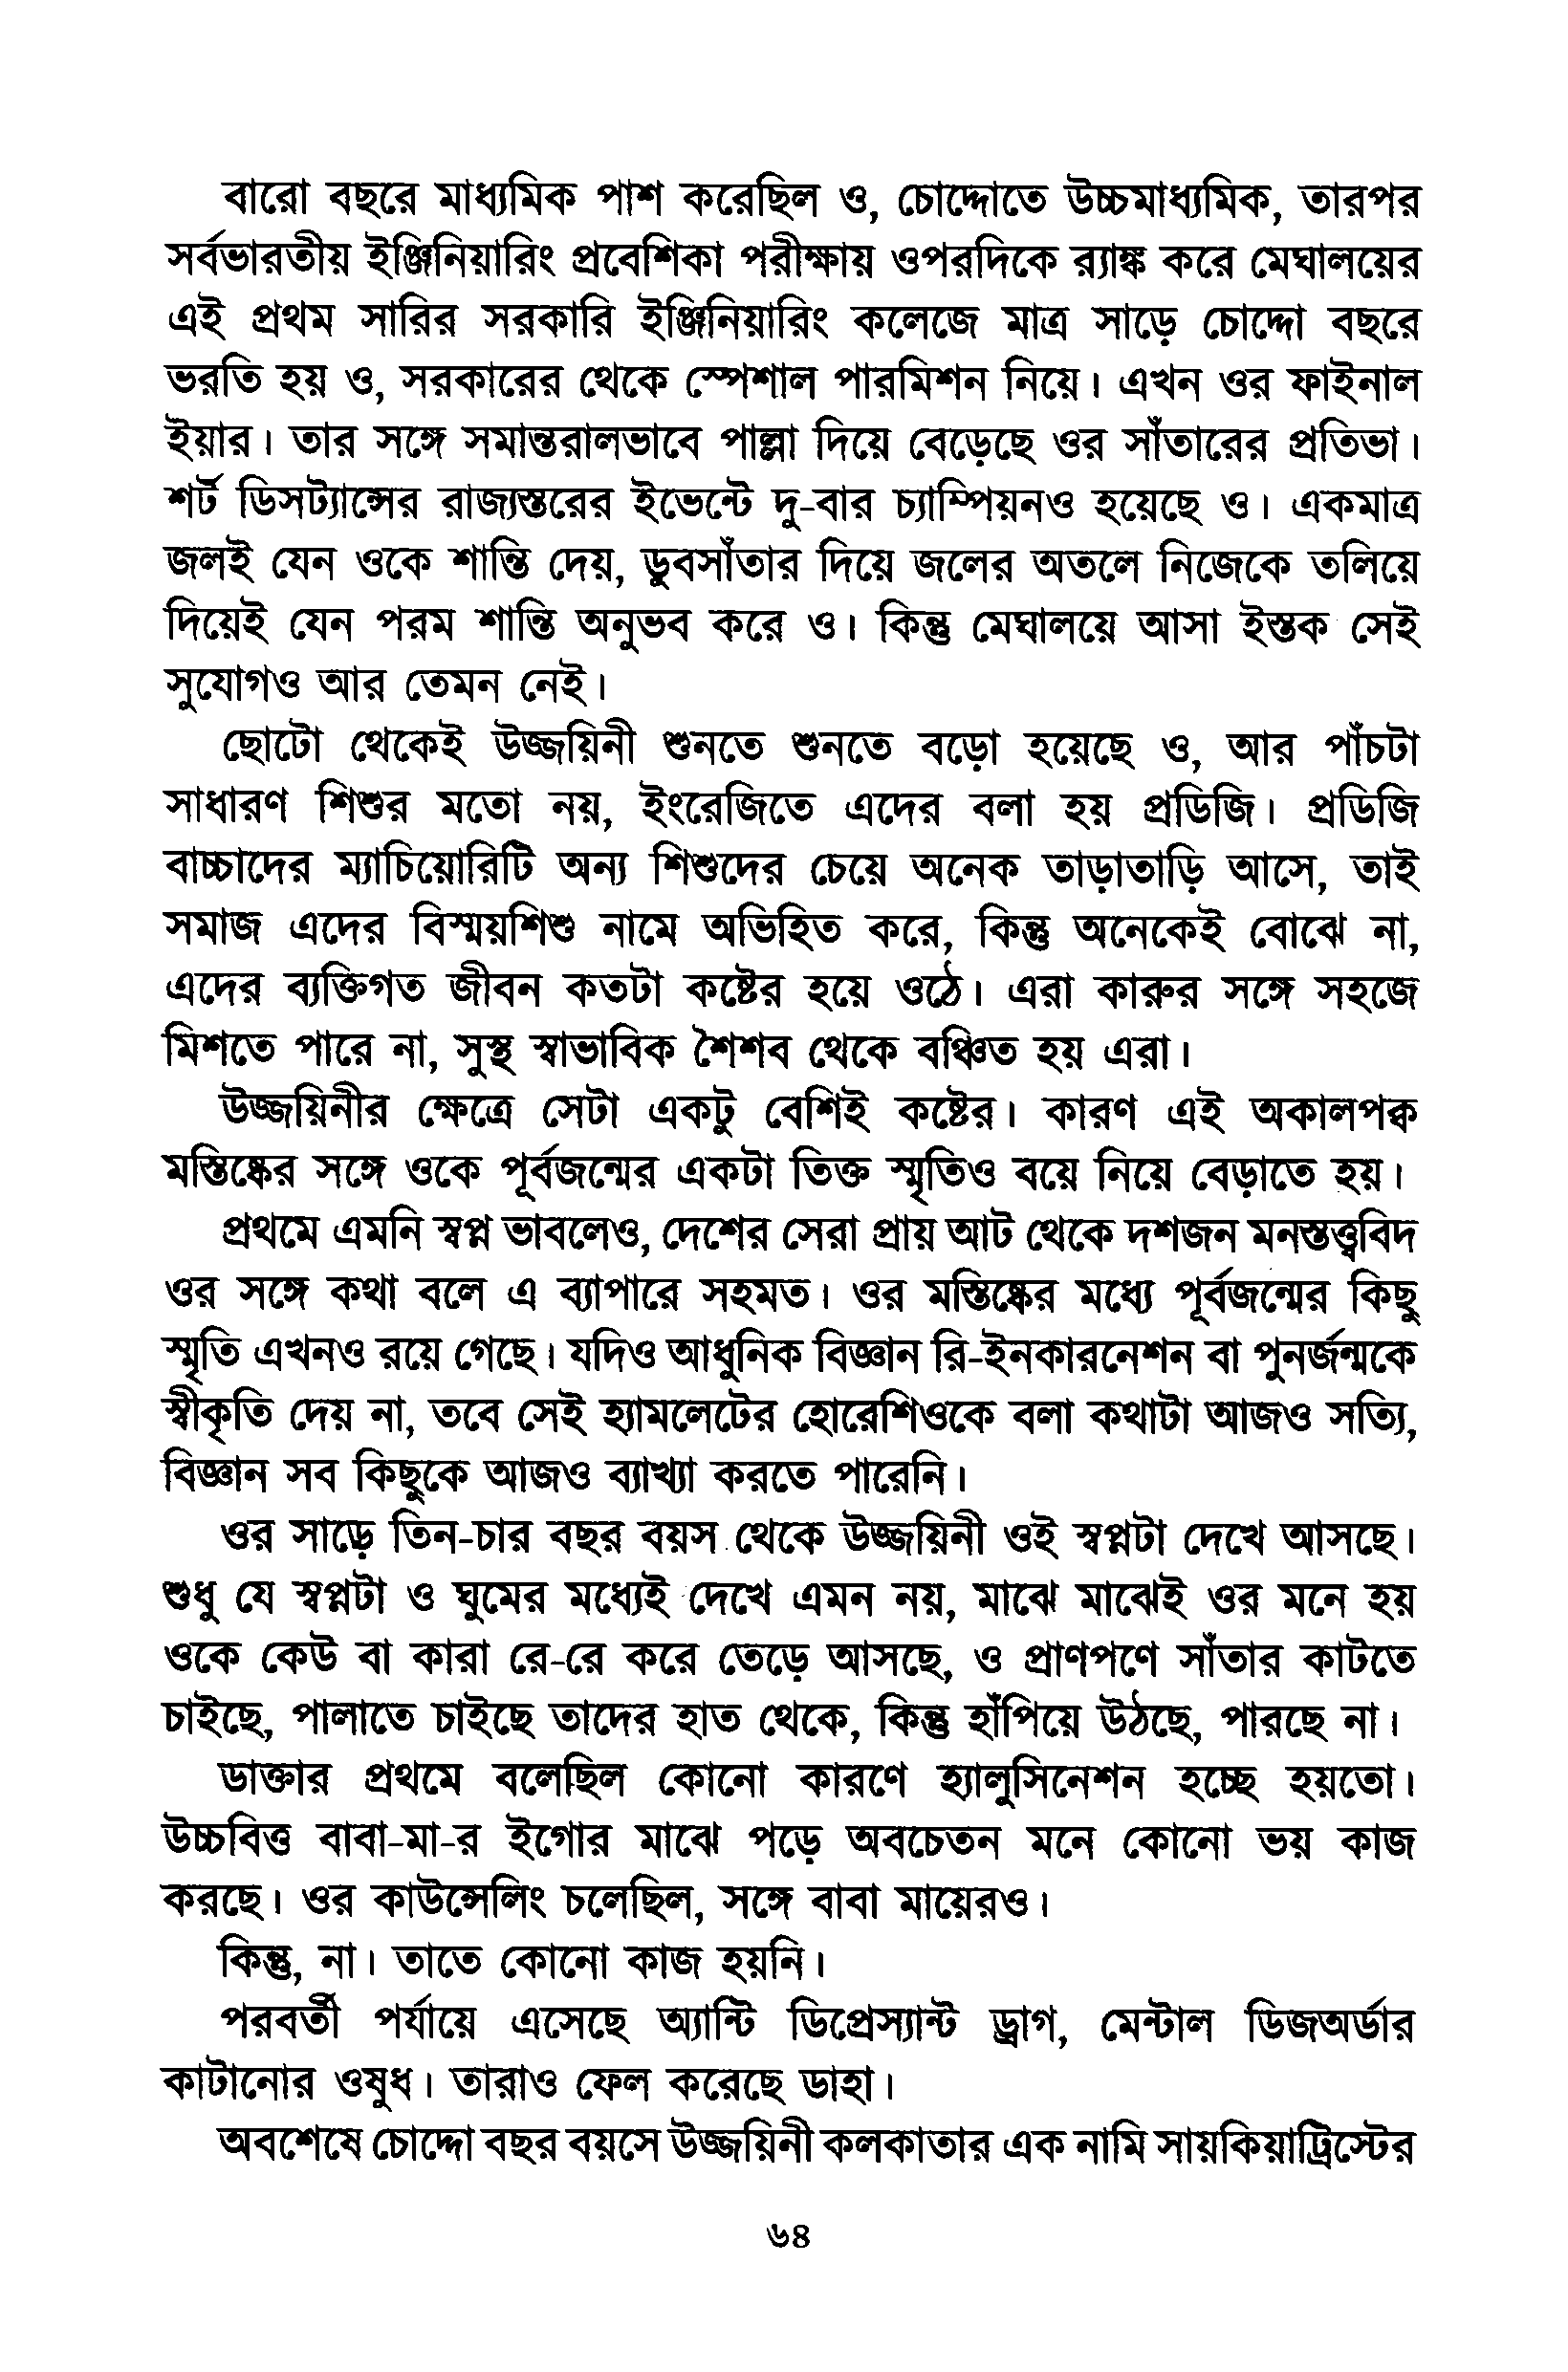 বারো বছরে মাধ্যমিক পাশ করেছিল ও, চোদ্দোতে উচ্চমাধ্যমিক, তারপর
সর্বভারতীয় ইঞ্জিনিয়ারিং প্রবেশিকা পরীক্ষায় ওপরদিকে র‍্যাঙ্ক করে মেঘালয়ের
এই প্রথম সারির সরকারি ইঞ্জিনিয়ারিং কলেজে মাত্র সাড়ে চোদ্দো বছরে
ভরতি হয় ও, সরকারের থেকে স্পেশাল পারমিশন নিয়ে। এখন ওর ফাইনাল
ইয়ার। তার সঙ্গে সমান্তরালভাবে পাল্লা দিয়ে বেড়েছে ওর সাঁতারের প্রতিভা।
শর্ট ডিসট্যান্সের রাজ্যস্তরের ইভেন্টে দু-বার চ্যাম্পিয়নও হয়েছে ও। একমাত্র
জলই যেন ওকে শান্তি দেয়, ডুবসাঁতার দিয়ে জলের অতলে নিজেকে তলিয়ে
দিয়েই যেন পরম শান্তি অনুভব করে ও। কিন্তু মেঘালয়ে আসা ইস্তক সেই
সুযোগও আর তেমন নেই।
ছোটো থেকেই উজ্জয়িনী শুনতে শুনতে বড়ো হয়েছে ও, আর পাঁচটা
সাধারণ শিশুর মতো নয়, ইংরেজিতে এদের বলা হয় প্রডিজি। প্রডিজি
বাচ্চাদের ম্যাচিয়োরিটি অন্য শিশুদের চেয়ে অনেক তাড়াতাড়ি আসে, তাই
সমাজ এদের বিস্ময়শিশু নামে অভিহিত করে, কিন্তু অনেকেই বোঝে না,
এদের ব্যক্তিগত জীবন কতটা কষ্টের হয়ে ওঠে। এরা কারুর সঙ্গে সহজে
মিশতে পারে না, সুস্থ স্বাভাবিক শৈশব থেকে বঞ্চিত হয় এরা।
উজ্জয়িনীর ক্ষেত্রে সেটা একটু বেশিই কষ্টের। কারণ এই অকালপক্ব
মস্তিষ্কের সঙ্গে ওকে পূর্বজন্মের একটা তিক্ত স্মৃতিও বয়ে নিয়ে বেড়াতে হয়।
প্রথমে এমনি স্বপ্ন ভাবলেও, দেশের সেরা প্রায় আট থেকে দশজন মনস্তত্ত্ববিদ
ওর সঙ্গে কথা বলে এ ব্যাপারে সহমত। ওর মস্তিষ্কের মধ্যে পূর্বজন্মের কিছু
স্মৃতি এখনও রয়ে গেছে। যদিও আধুনিক বিজ্ঞান রি-ইনকারনেশন বা পুনর্জন্মকে
স্বীকৃতি দেয় না, তবে সেই হ্যামলেটের হোরেশিওকে বলা কথাটা আজও সত্যি,
বিজ্ঞান সব কিছুকে আজও ব্যাখ্যা করতে পারেনি।
ওর সাড়ে তিন-চার বছর বয়স থেকে উজ্জয়িনী ওই স্বপ্নটা দেখে আসছে।
শুধু যে স্বপ্নটা ও ঘুমের মধ্যেই দেখে এমন নয়, মাঝে মাঝেই ওর মনে হয়
ওকে কেউ বা কারা রে-রে করে তেড়ে আসছে, ও প্রাণপণে সাঁতার কাটতে
চাইছে, পালাতে চাইছে তাদের হাত থেকে, কিন্তু হাঁপিয়ে উঠছে, পারছে না।
ডাক্তার প্রথমে বলেছিল কোনো কারণে হ্যালুসিনেশন হচ্ছে হয়তো।
উচ্চবিত্ত বাবা-মা-র ইগোর মাঝে পড়ে অবচেতন মনে কোনো ভয় কাজ
করছে। ওর কাউন্সেলিং চলেছিল, সঙ্গে বাবা মায়েরও।
কিন্তু, না। তাতে কোনো কাজ হয়নি।
পরবর্তী পর্যায়ে এসেছে অ্যান্টি ডিপ্রেস্যান্ট ড্রাগ, মেন্টাল ডিজঅর্ডার
কাটানোর ওষুধ। তারাও ফেল করেছে ডাহা।
অবশেষে চোদ্দো বছর বয়সে উজ্জয়িনী কলকাতার এক নামি সায়কিয়াট্রিস্টের
৬৪